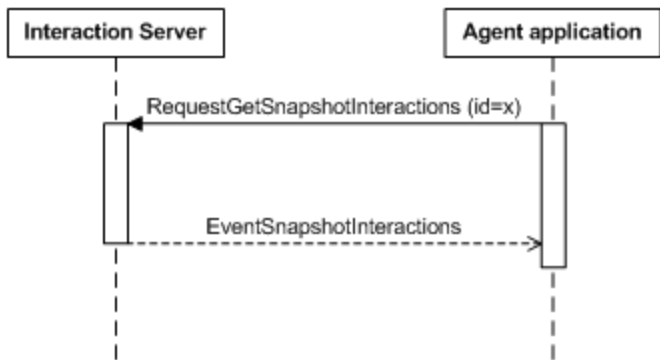 Interaction Server
Agent application
RequestGetSnapshotInteractions (id=x)
EventSnapshotInteractions